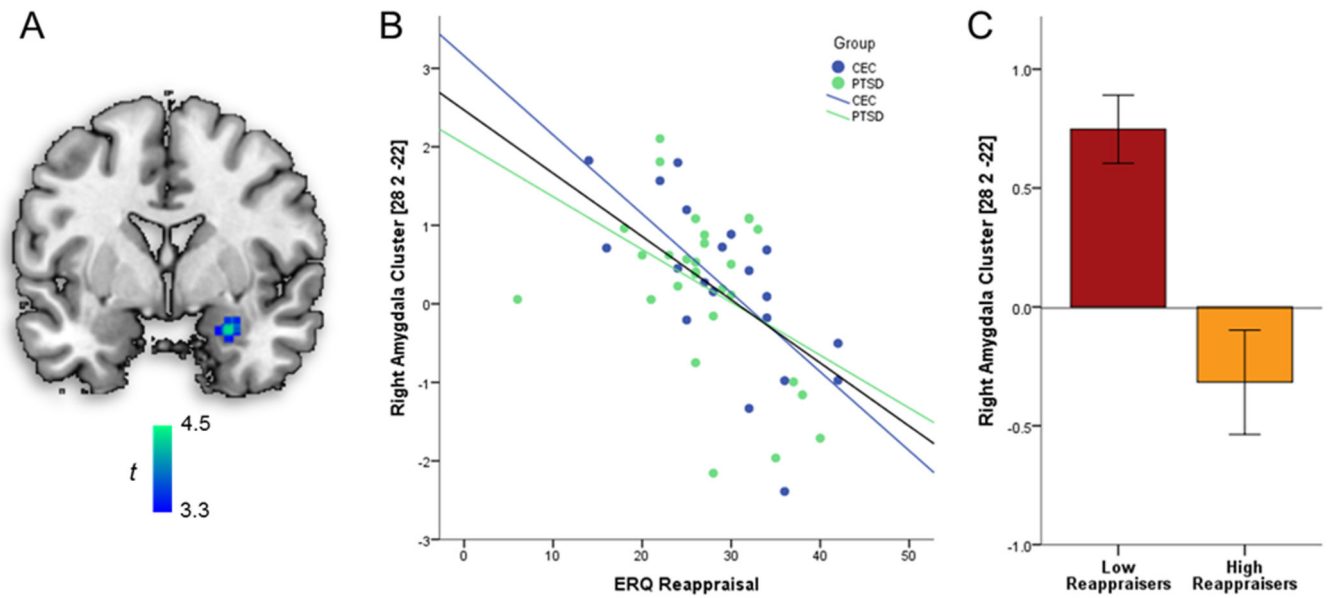 A
4.5
t
3.3
B
Right Amygdala Cluster [28 2 -22]
3
2
1
0
-1
-2
-3
0 10 20 30 40 50
ERQ Reappraisal
Group
CEC
PTSD
CEC
PTSD
C
Right Amygdala Cluster [28 2 -22]
1.0
0.5
0.0
-0.5
-1.0
Low
Reappraisers
High
Reappraisers